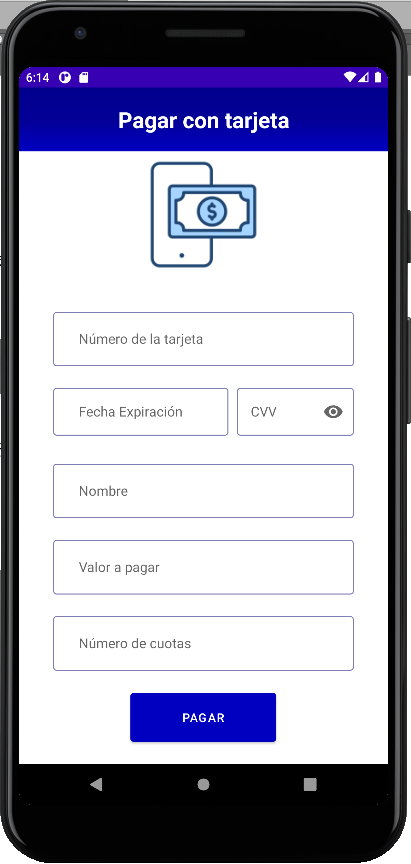 6:14
Pagar con tarjeta
$
Número de la tarjeta
Fecha Expiración CVV
Nombre
Valor a pagar
Número de cuotas
PAGAR